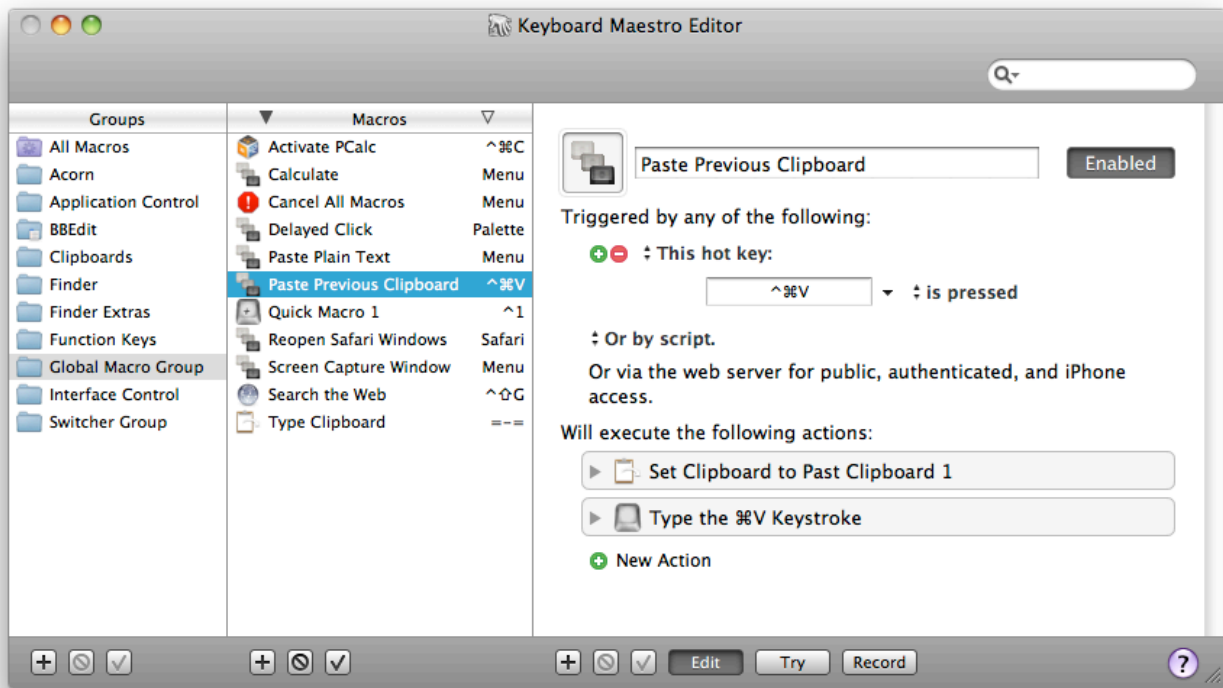 Keyboard Maestro Editor
Groups
All Macros
Acorn
Application Control
BBEdit
Clipboards
Finder
Finder Extras
Function Keys
Global Macro Group
Interface Control
Switcher Group
Macros
Activate PCalc ^⌘C
Calculate Menu
Cancel All Macros Menu
Delayed Click Palette
Paste Plain Text Menu
Paste Previous Clipboard ^⌘V
Quick Macro 1 ^1
Reopen Safari Windows Safari
Screen Capture Window Menu
Search the Web ^⇧G
Type Clipboard =-=
Paste Previous Clipboard Enabled
Triggered by any of the following:
This hot key:
^⌘V is pressed
Or by script.
Or via the web server for public, authenticated, and iPhone
access.
Will execute the following actions:
Set Clipboard to Past Clipboard 1
Type the ⌘V Keystroke
New Action
Edit Try Record ?